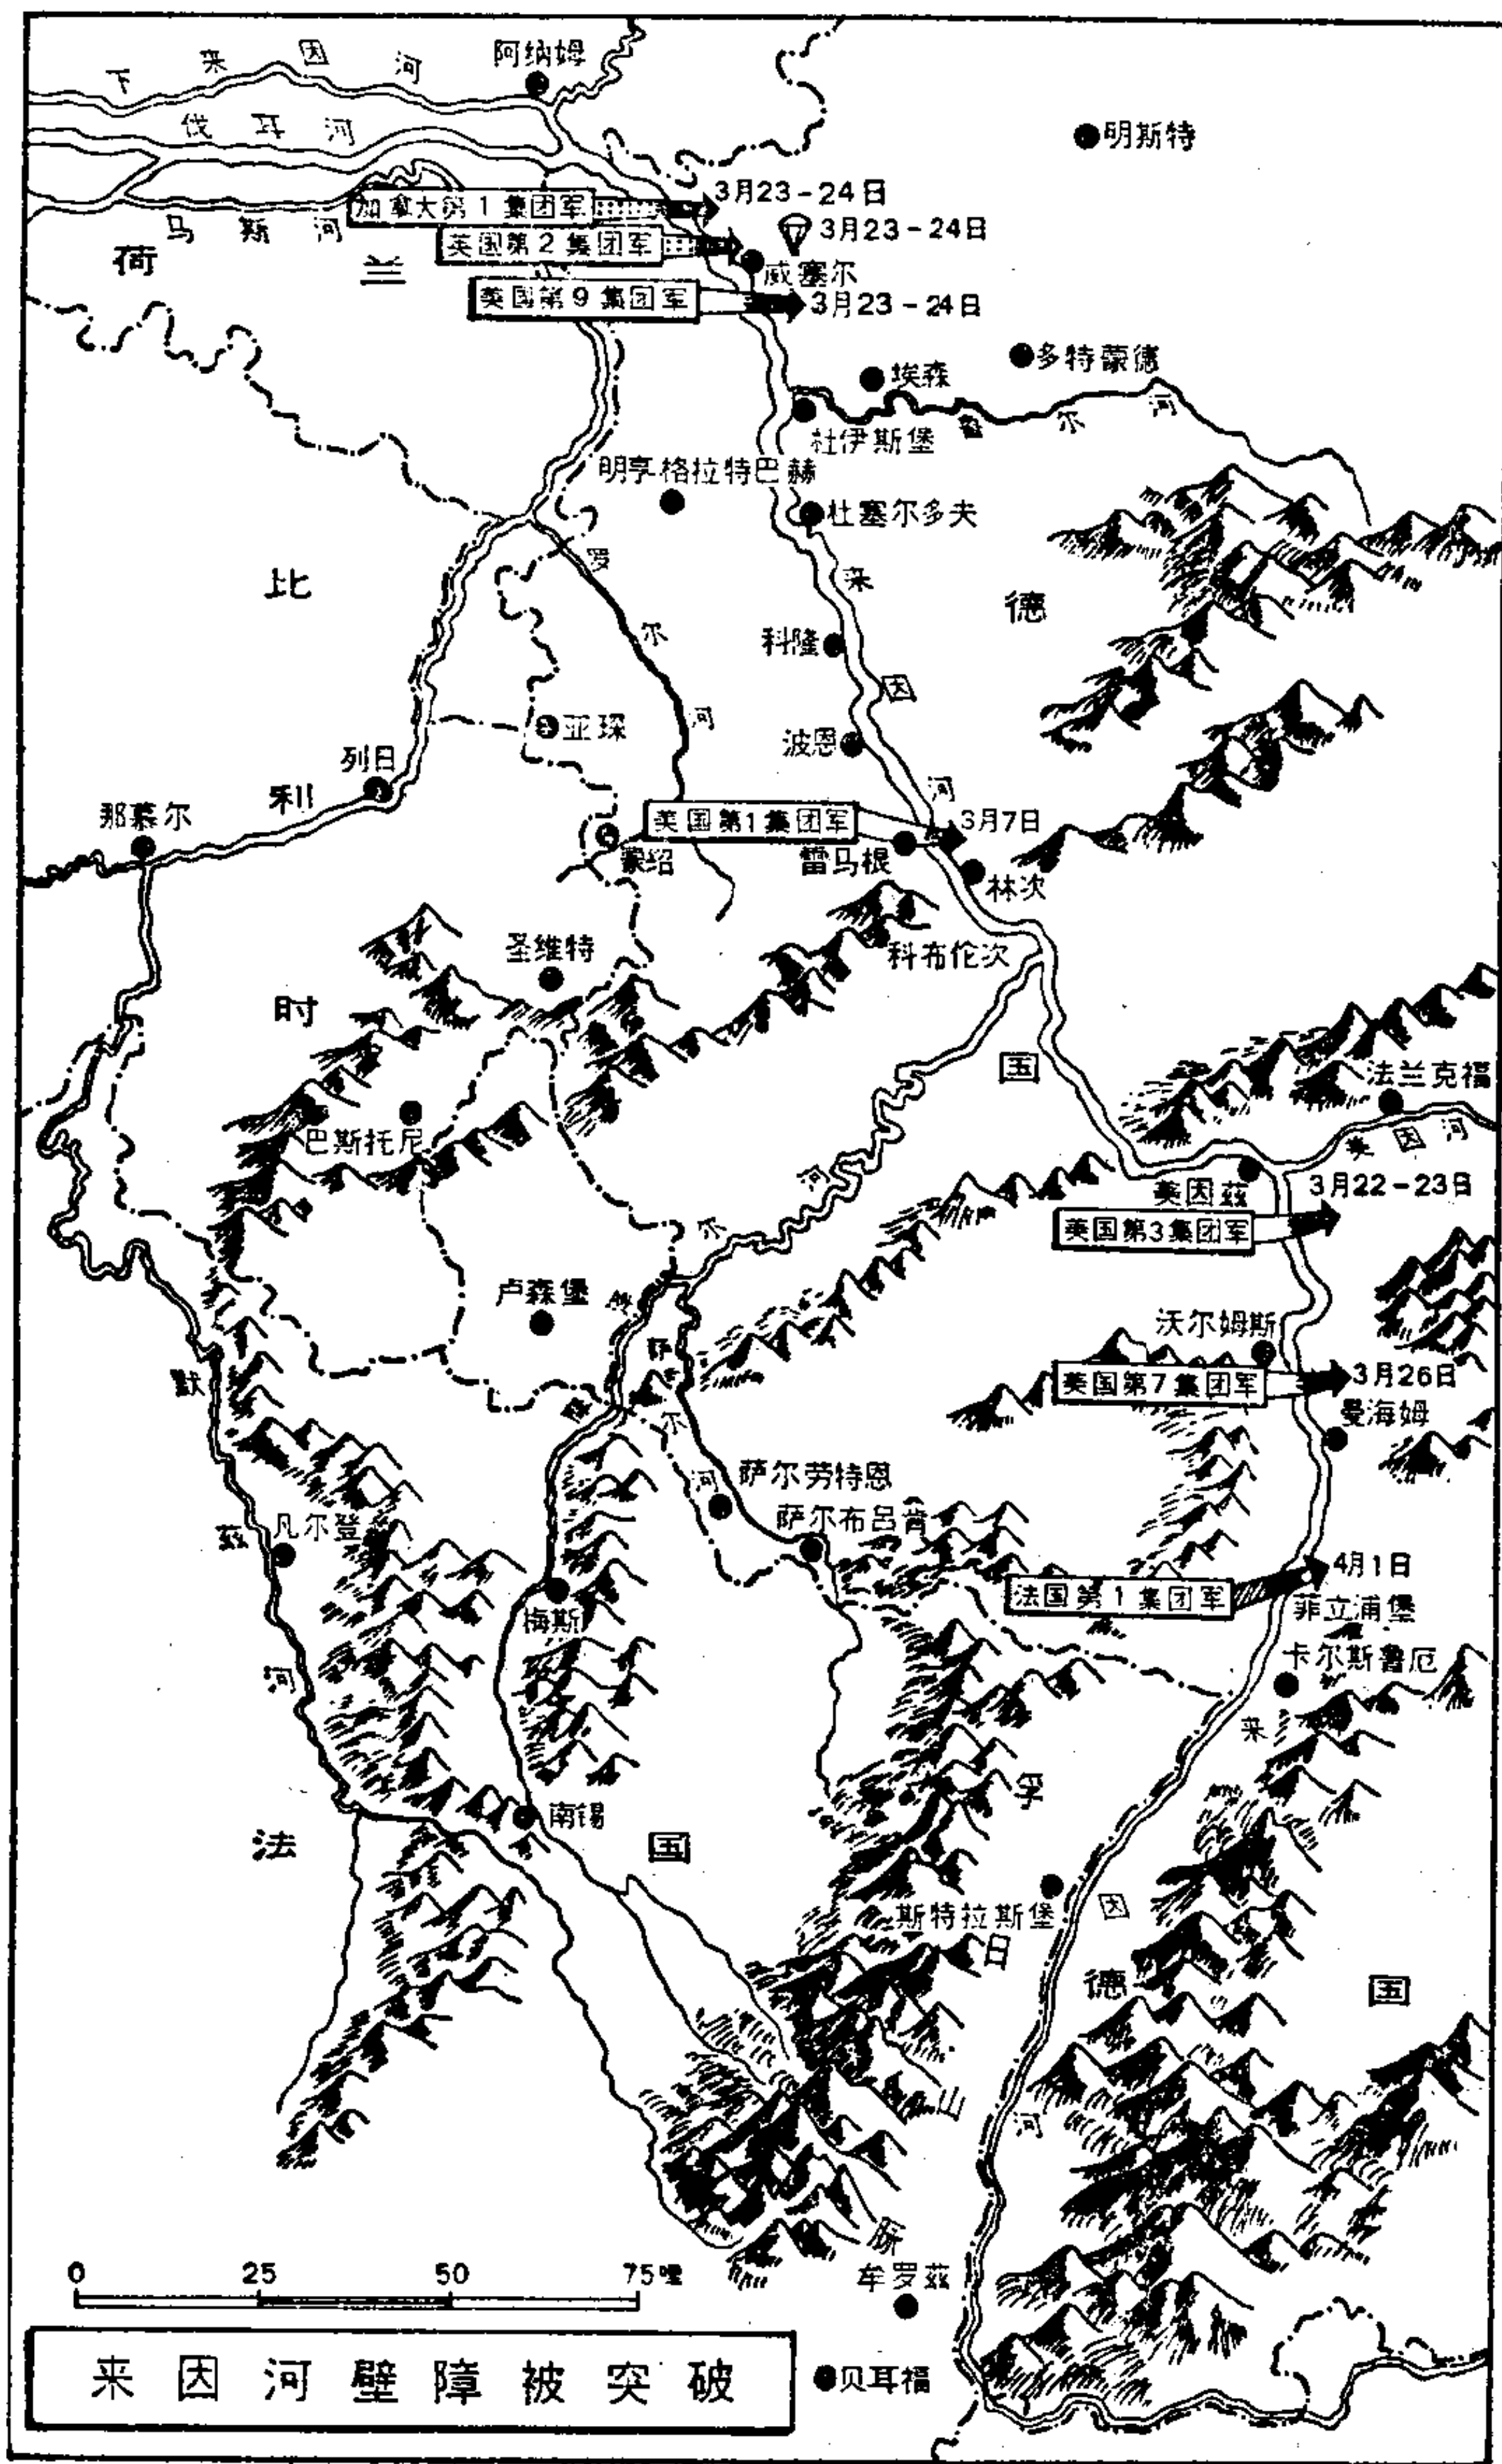 下来因河
阿纳姆
伐耳河
明斯特
加拿大第1集团军
3月23-24日
马斯河
英国第2集团军
3月23-24日
荷兰
威塞尔
美国第9集团军
3月23-24日
多特蒙德
埃森
鲁尔河
杜伊斯堡
明享格拉特巴赫
杜塞尔多夫
罗尔河
来因河
比利时
德国
科隆
亚琛
波恩
列日
那慕尔
美国第1集团军
3月7日
蒙绍
雷马根
林次
圣维特
科布伦次
法兰克福
美因河
巴斯托尼
美因兹
3月22-23日
美国第3集团军
卢森堡
沃尔姆斯
美国第7集团军
3月26日
曼海姆
默兹河
尔河
萨尔劳特恩
萨尔布吕肯
凡尔登
4月1日
法国第1集团军
菲立浦堡
梅斯
卡尔斯鲁厄
来因河
南锡
孚日山脉
法国
斯特拉斯堡
德国
0 25 50 75哩
牟罗兹
来因河壁障被突破
贝耳福